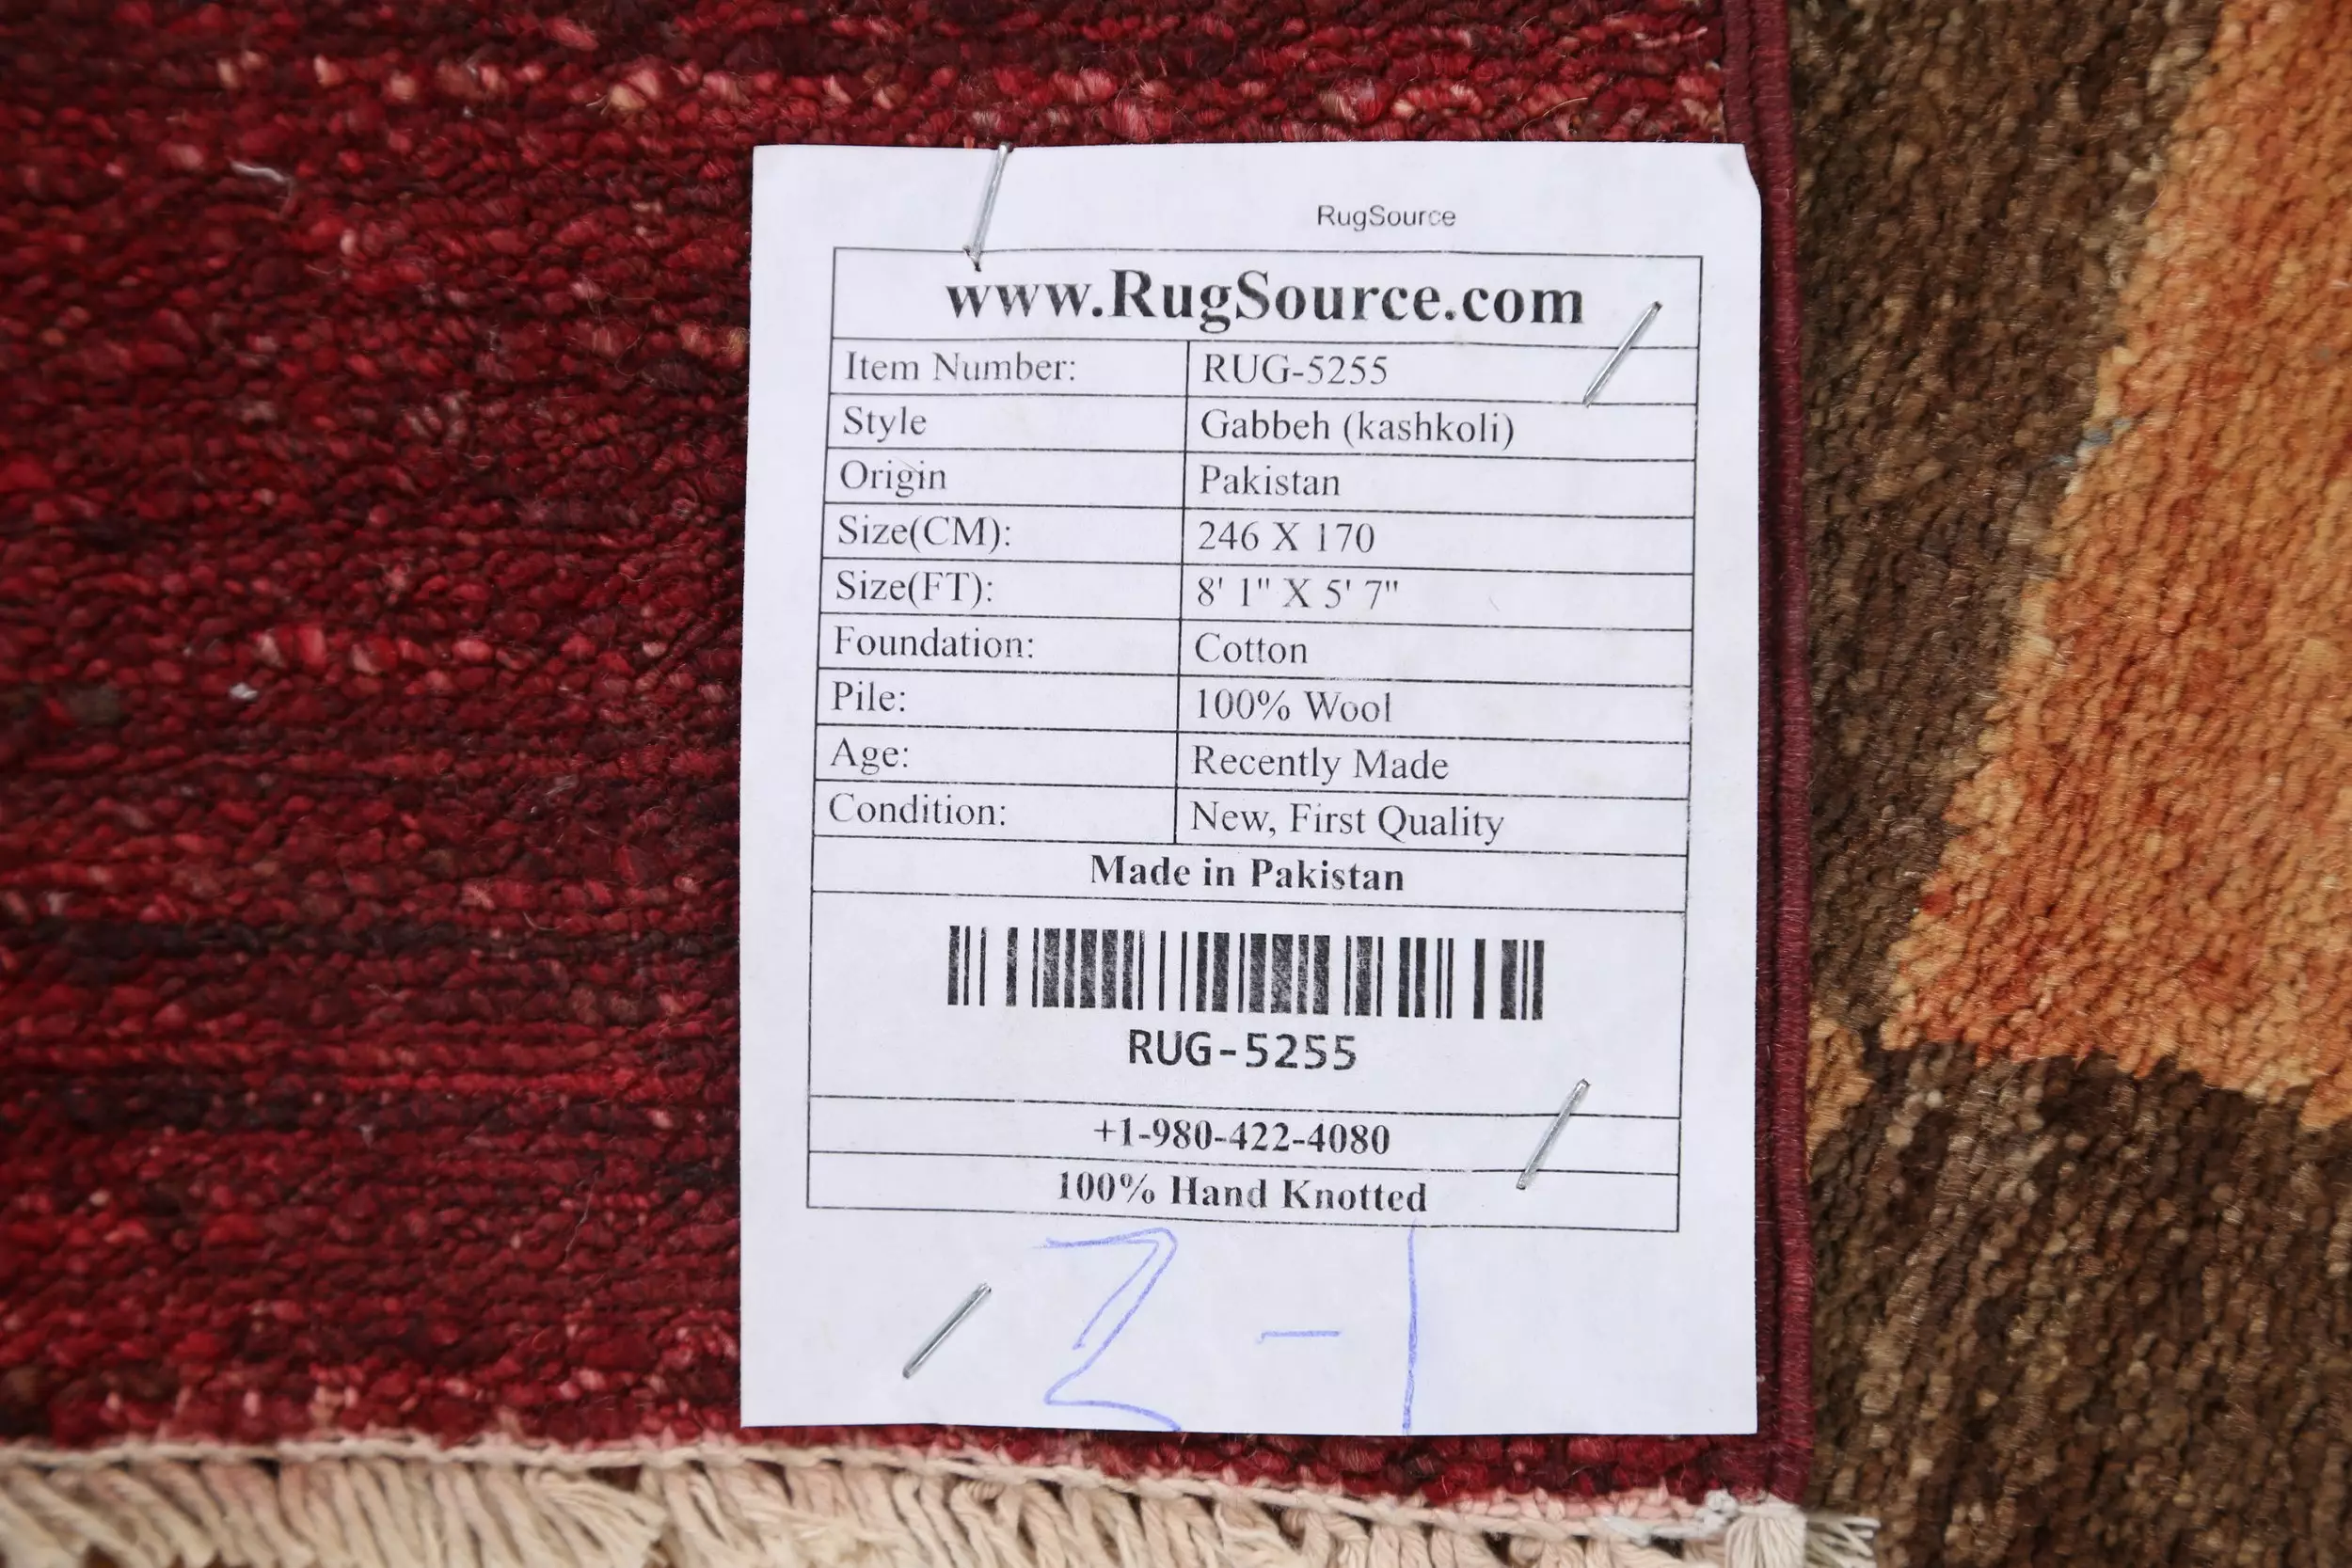 RugSource
www.RugSource.com
Item Number: RUG-5255
Style Gabbeh (kashkoli)
Origin Pakistan
Size(CM): 246 X 170
Size(FT): 8' 1" X 5' 7"
Foundation: Cotton
Pile: 100% Wool
Age: Recently Made
Condition: New, First Quality
Made in Pakistan
RUG-5255
+1-980-422-4080
100% Hand Knotted
2-1